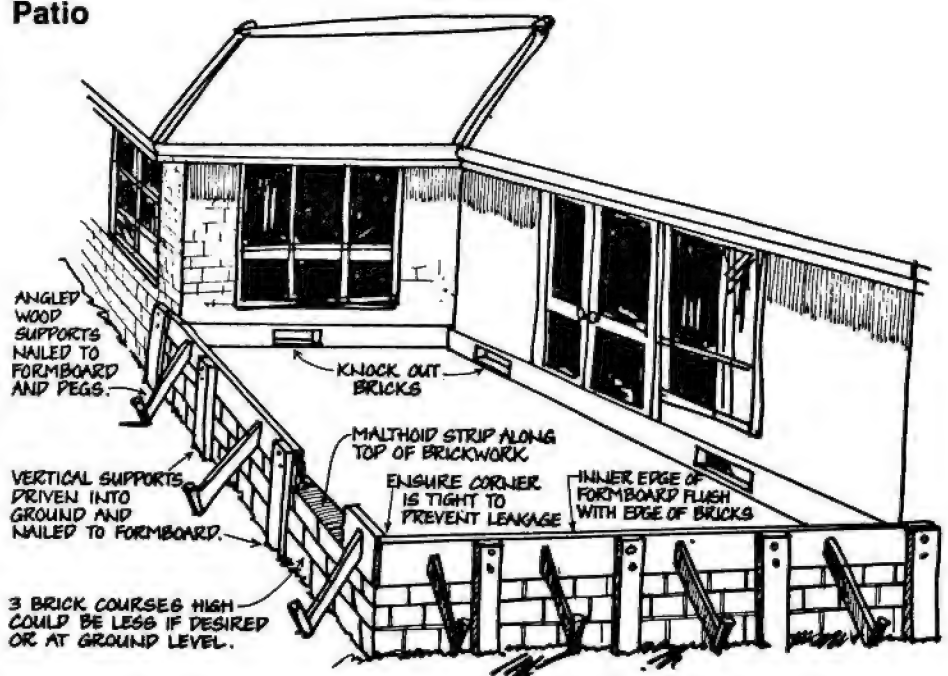 Patio
ANGLED
WOOD
SUPPORTS
NAILED TO
FORMBOARD
AND PEGS.
KNOCK OUT
BRICKS
MALTHOID STRIP ALONG
TOP OF BRICKWORK
VERTICAL SUPPORTS
DRIVEN INTO
GROUND AND
NAILED TO FORMBOARD.
ENSURE CORNER
IS TIGHT TO
PREVENT LEAKAGE
INNER EDGE OF
FORMBOARD FLUSH
WITH EDGE OF BRICKS
3 BRICK COURSES HIGH
COULD BE LESS IF DESIRED
OR AT GROUND LEVEL.